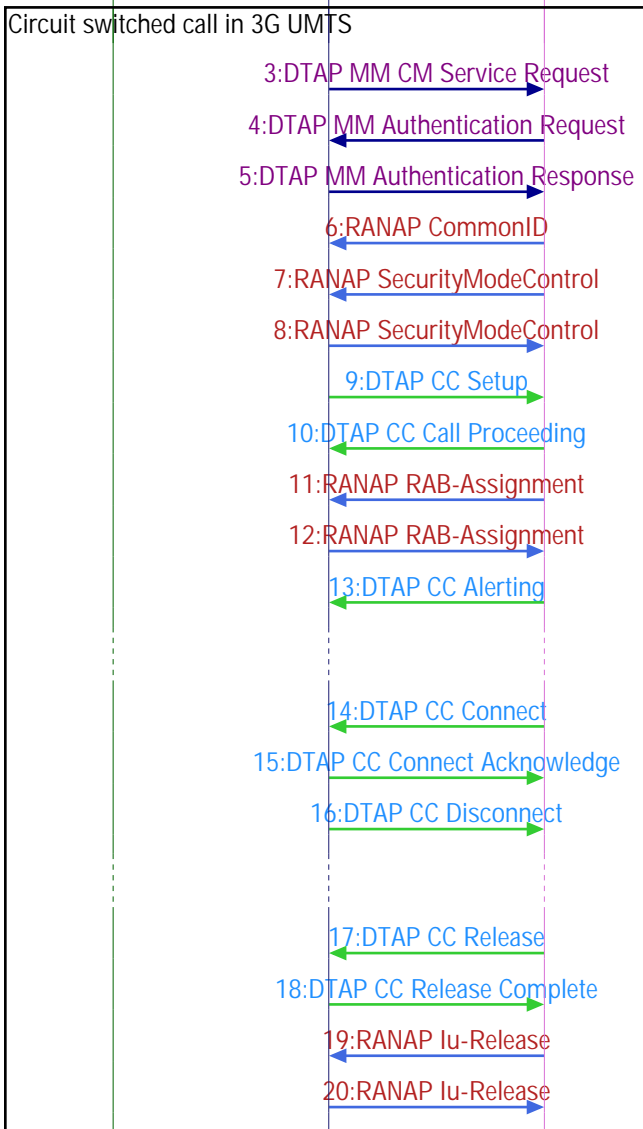 Circuit switched call in 3G UMTS
3:DTAP MM CM Service Request
4:DTAP MM Authentication Request
5:DTAP MM Authentication Response
6:RANAP CommonID
7:RANAP SecurityModeControl
8:RANAP SecurityModeControl
9:DTAP CC Setup
10:DTAP CC Call Proceeding
11:RANAP RAB-Assignment
12:RANAP RAB-Assignment
13:DTAP CC Alerting
14:DTAP CC Connect
15:DTAP CC Connect Acknowledge
16:DTAP CC Disconnect
17:DTAP CC Release
18:DTAP CC Release Complete
19:RANAP Iu-Release
20:RANAP Iu-Release